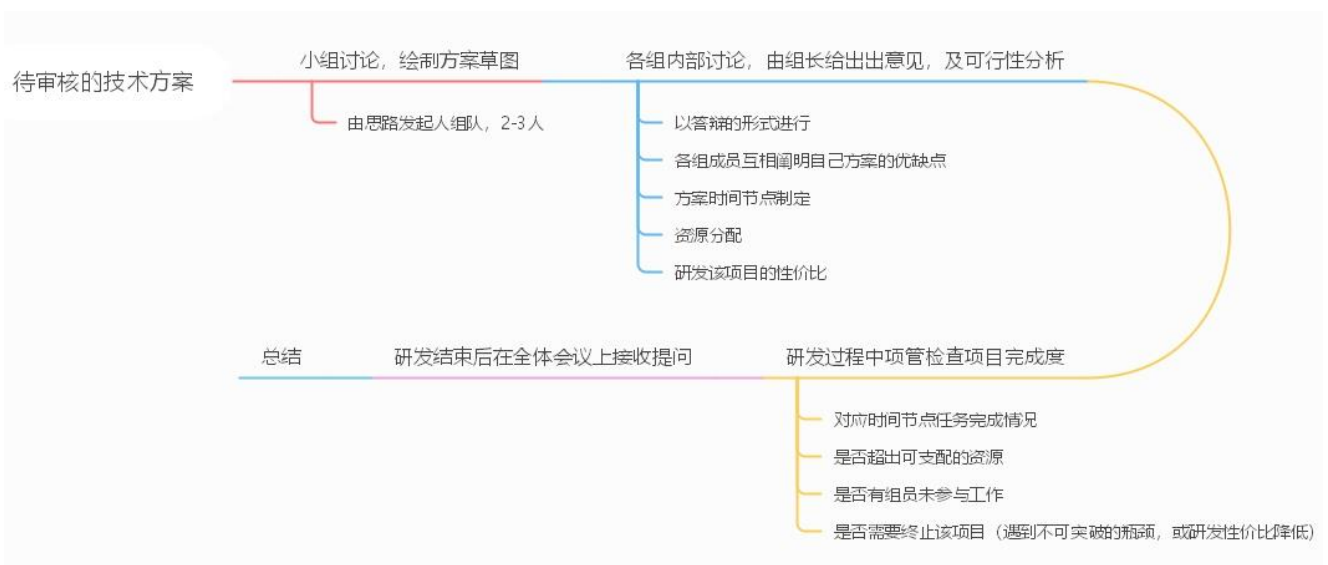 待审核的技术方案
小组讨论，绘制方案草图
由思路发起人组队，2-3人
各组内部讨论，由组长给出出意见，及可行性分析
以答辩的形式进行
各组成员互相阐明自己方案的优缺点
方案时间节点制定
资源分配
研发该项目的性价比
研发过程中项管检查项目完成度
对应时间节点任务完成情况
是否超出可支配的资源
是否有组员未参与工作
是否需要终止该项目（遇到不可突破的瓶颈，或研发性价比降低）
研发结束后在全体会议上接收提问
总结